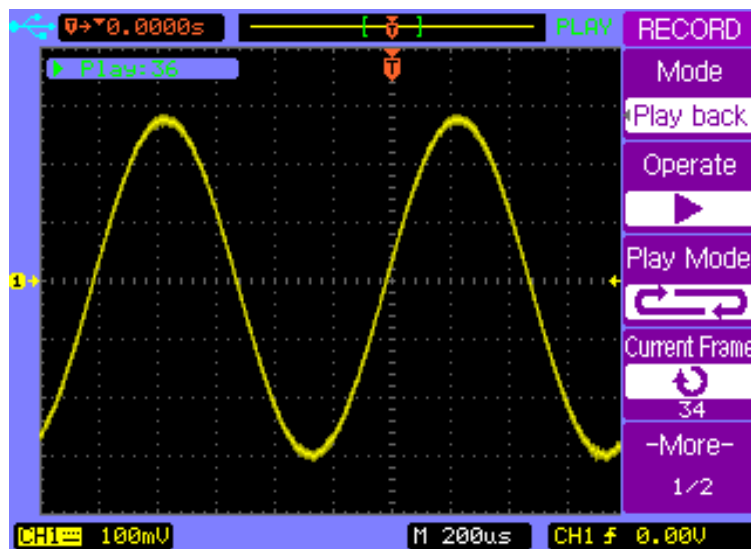 0.0000s
T
PLAY
RECORD
T
Play:36
Mode
Play back
Operate
Play Mode
Current Frame
34
-More-
1/2
1
CH1 100mV
M 200us
CH1 0.00V